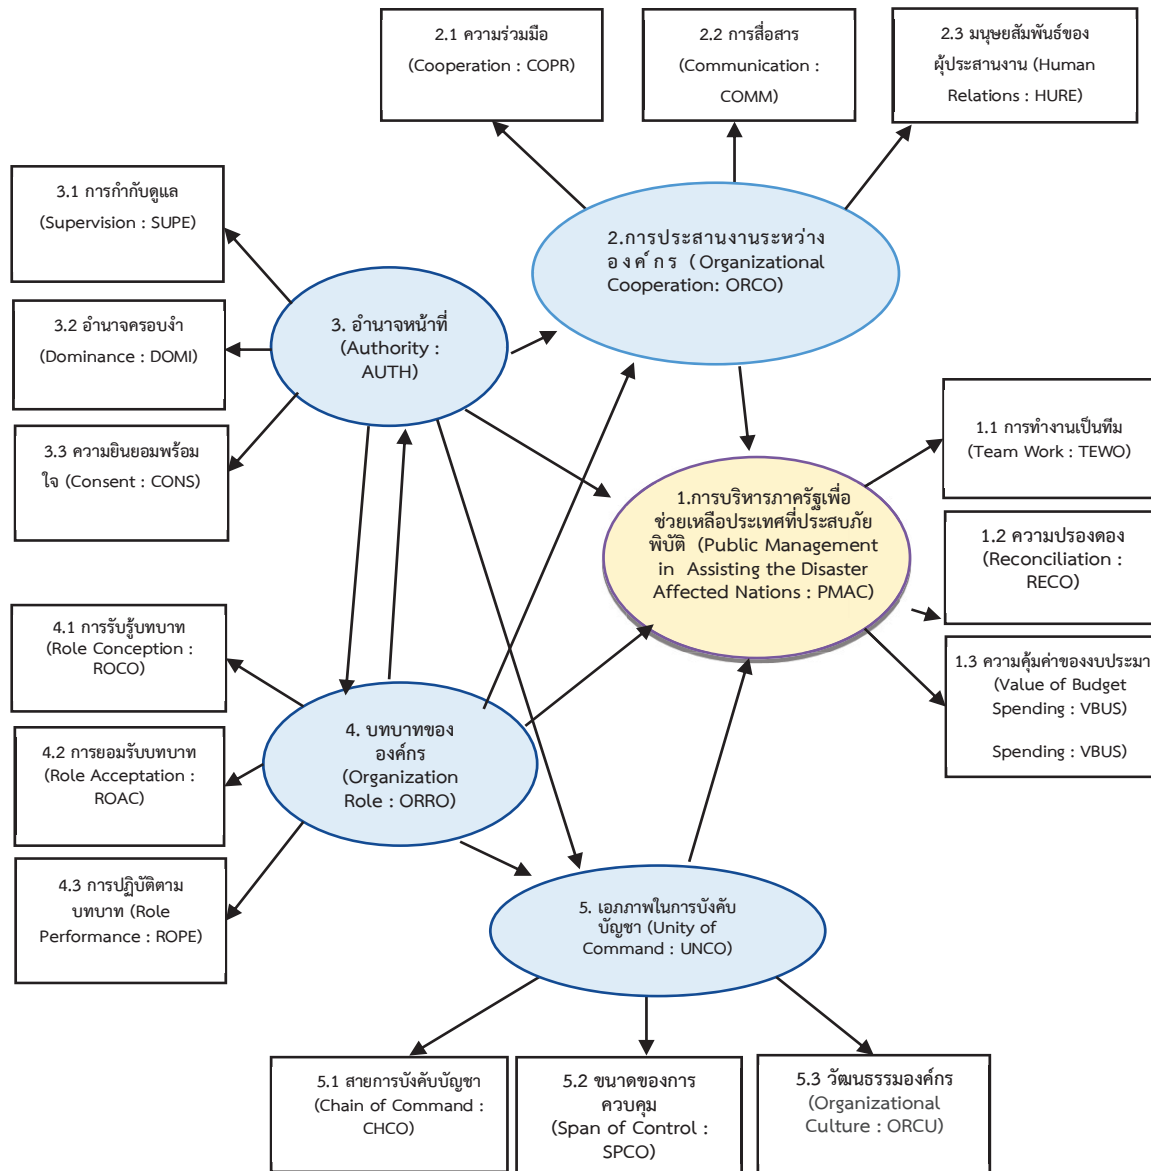 2.1 ความร่วมมือ
(Cooperation : COPR)
2.2 การสื่อสาร
(Communication :
COMM)
2.3 มนุษยสัมพันธ์ของ
ผู้ประสานงาน (Human
Relations : HURE)
3.1 การกำกับดูแล
(Supervision : SUPE)
2.การประสานงานระหว่าง
องค์กร (Organizational
Cooperation: ORCO)
3.2 อำนาจครอบงำ
(Dominance : DOMI)
3. อำนาจหน้าที่
(Authority :
AUTH)
3.3 ความยินยอมพร้อม
ใจ (Consent : CONS)
1.1 การทำงานเป็นทีม
(Team Work : TEWO)
1.การบริหารภาครัฐเพื่อ
ช่วยเหลือประเทศที่ประสบภัย
พิบัติ (Public Management
in Assisting the Disaster
Affected Nations : PMAC)
1.2 ความปรองดอง
(Reconciliation :
RECO)
4.1 การรับรู้บทบาท
(Role Conception :
ROCO)
1.3 ความคุ้มค่าของงบประมา
(Value of Budget
Spending : VBUS)
Spending : VBUS)
4. บทบาทของ
องค์กร
(Organization
Role : ORRO)
4.2 การยอมรับบทบาท
(Role Acceptation :
ROAC)
4.3 การปฏิบัติตาม
บทบาท (Role
Performance : ROPE)
5. เอภภาพในการบังคับ
บัญชา (Unity of
Command : UNCO)
5.1 สายการบังคับบัญชา
(Chain of Command :
CHCO)
5.2 ขนาดของการ
ควบคุม
(Span of Control :
SPCO)
5.3 วัฒนธรรมองค์กร
(Organizational
Culture : ORCU)